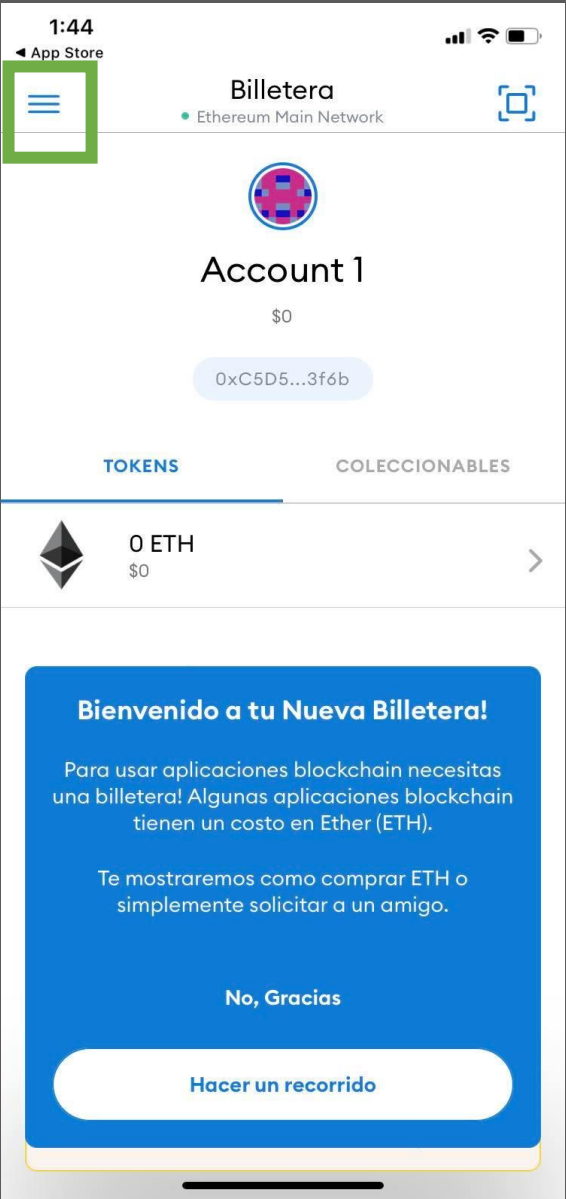 1:44
◀ App Store
Billetera
Ethereum Main Network
Account 1
$0
0xC5D5...3f6b
TOKENS
COLECCIONABLES
0 ETH
$0
Bienvenido a tu Nueva Billetera!
Para usar aplicaciones blockchain necesitas
una billetera! Algunas aplicaciones blockchain
tienen un costo en Ether (ETH).
Te mostraremos como comprar ETH o
simplemente solicitar a un amigo.
No, Gracias
Hacer un recorrido